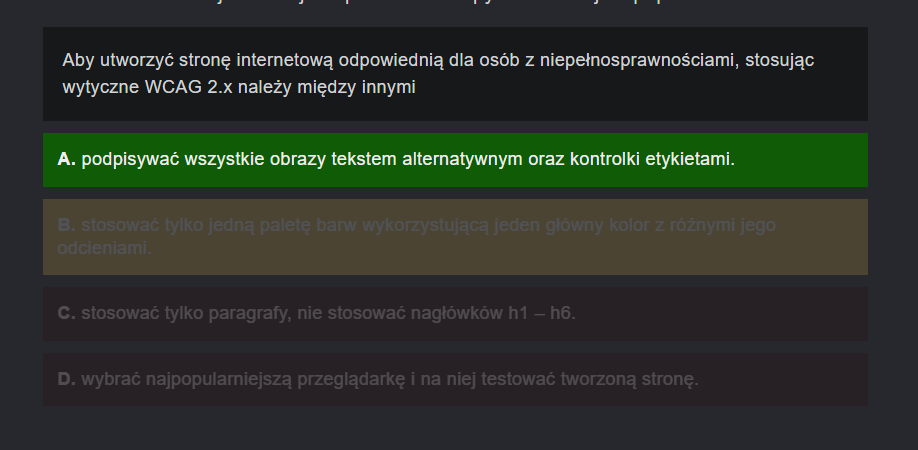 Aby utworzyć stronę internetową odpowiednią dla osób z niepełnosprawnościami, stosując
wytyczne WCAG 2.x należy między innymi
A. podpisywać wszystkie obrazy tekstem alternatywnym oraz kontrolki etykietami.
B. stosować tylko jedną paletę barw wykorzystującą jeden główny kolor z różnymi jego
odcieniami.
C. stosować tylko paragrafy, nie stosować nagłówków h1 – h6.
D. wybrać najpopularniejszą przeglądarkę i na niej testować tworzoną stronę.